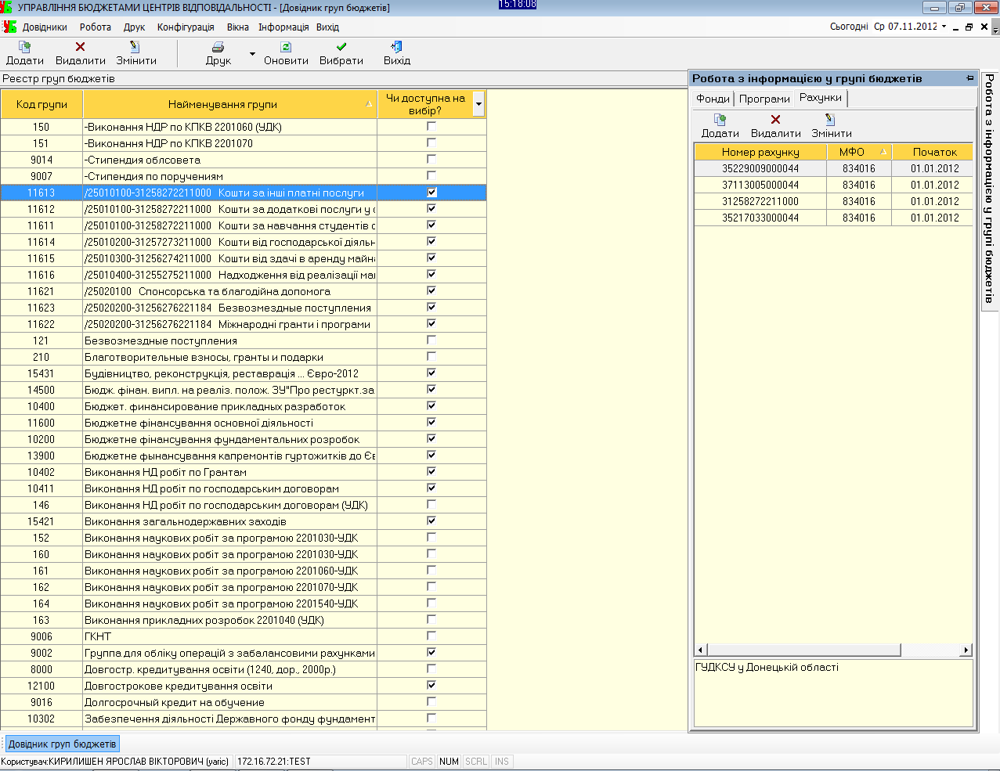 15:18:08
УБ УПРАВЛІННЯ БЮДЖЕТАМИ ЦЕНТРІВ ВІДПОВІДАЛЬНОСТІ - [Довідник груп бюджетів]
УБ Довідники Робота Друк Конфігурація Вікна Інформація Вихід Сьогодні Ср 07.11.2012
Додати Видалити Змінити Друк Оновити Вибрати Вихід
Реєстр груп бюджетів
Код групи Найменування групи Чи доступна на вибір?
150 -Виконання НДР по КПКВ 2201060 (УДК)
151 -Виконання НДР по КПКВ 2201070
9014 -Стипендия облсовета
9007 -Стипендия по поручениям
11613 /25010100-31258272211000 Кошти за інші платні послуги
11612 /25010100-31258272211000 Кошти за додаткові послуги у
11611 /25010100-31258272211000 Кошти за навчання студентів
11614 /25010200-31257273211000 Кошти від господарської діяльн
11615 /25010300-31256274211000 Кошти від здачі в аренду майн
11616 /25010400-31255275211000 Надходження від реалізації ма
11621 /25020100 Спонсорська та благодійна допомога
11623 /25020200-31256276221184 Безвозмездные поступления
11622 /25020200-31256276221184 Міжнародні гранти і програми
121 Безвозмездные поступления
210 Благотворительные взносы, гранты и подарки
15431 Будівництво, реконструкція, реставрація ... Євро-2012
14500 Бюдж. фінан. випл. на реаліз. полож. ЗУ"Про рестуркт.за
10400 Бюджет. финансирование прикладных разработок
11600 Бюджетне фінансування основної діяльності
10200 Бюджетне фінансування фундаментальних розробок
13900 Бюджетне фынансування капремонтів гуртожитків до Єв
10402 Виконання НД робіт по Грантам
10411 Виконання НД робіт по господарським договорам
146 Виконання НД робіт по господарським договорам (УДК)
15421 Виконання загальнодержавних заходів
152 Виконання наукових робіт за програмою 2201030-УДК
160 Виконання наукових робіт за програмою 2201030-УДК
161 Виконання наукових робіт за програмою 2201060-УДК
162 Виконання наукових робіт за програмою 2201070-УДК
164 Виконання наукових робіт за програмою 2201540-УДК
163 Виконання прикладних розробок 2201040 (УДК)
9006 ГКНТ
9002 Группа для обліку операцій з забалансовими рахунками
8000 Довгостр. кредитування освіти (1240, дор., 2000р.)
12100 Довгострокове кредитування освіти
9016 Долгосрочный кредит на обучение
10302 Забезпечення діяльності Державного фонду фундамент
Робота з інформацією у групі бюджетів
Фонди Програми Рахунки
Додати Видалити Змінити
Номер рахунку МФО Початок
35229009000044 834016 01.01.2012
37113005000044 834016 01.01.2012
31258272211000 834016 01.01.2012
35217033000044 834016 01.01.2012
ГУДКСУ у Донецькій області
Робота з інформацією у групі бюджетів
Довідник груп бюджетів
Користувач:КИРИЛИШЕН ЯРОСЛАВ ВІКТОРОВИЧ (yaric) 172.16.72.21:TEST CAPS NUM SCRL INS